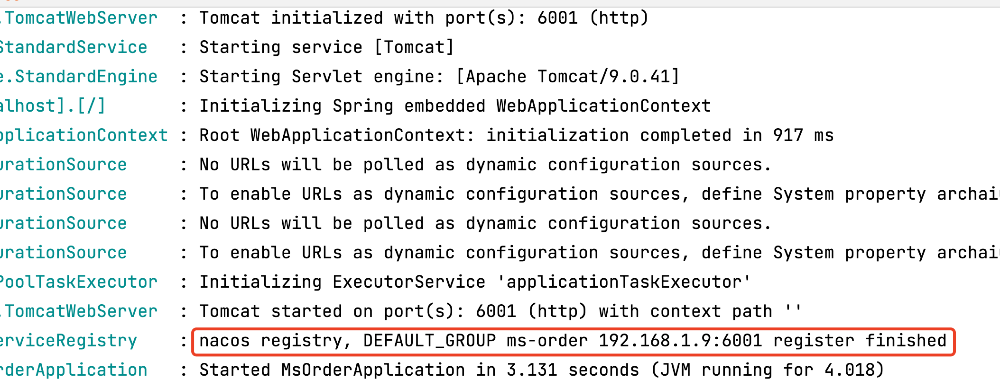 .TomcatWebServer : Tomcat initialized with port(s): 6001 (http)
StandardService : Starting service [Tomcat]
e.StandardEngine : Starting Servlet engine: [Apache Tomcat/9.0.41]
alhost].[/] : Initializing Spring embedded WebApplicationContext
pplicationContext : Root WebApplicationContext: initialization completed in 917 ms
urationSource : No URLs will be polled as dynamic configuration sources.
urationSource : To enable URLs as dynamic configuration sources, define System property archaiu
urationSource : No URLs will be polled as dynamic configuration sources.
urationSource : To enable URLs as dynamic configuration sources, define System property archaiu
PoolTaskExecutor : Initializing ExecutorService 'applicationTaskExecutor'
.TomcatWebServer : Tomcat started on port(s): 6001 (http) with context path ''
erviceRegistry : nacos registry, DEFAULT_GROUP ms-order 192.168.1.9:6001 register finished
rderApplication : Started MsOrderApplication in 3.131 seconds (JVM running for 4.018)